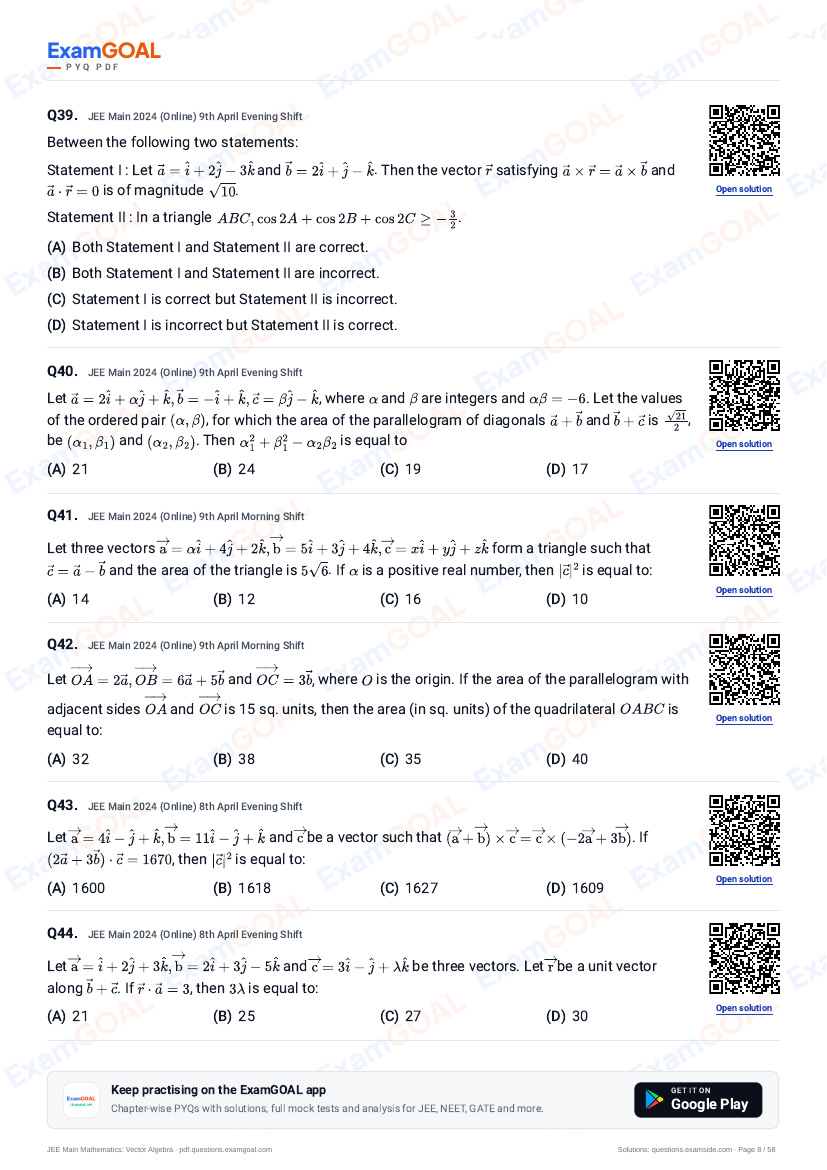 ExamGOAL
PYQ PDF
Q39. JEE Main 2024 (Online) 9th April Evening Shift
Between the following two statements:
Statement I : Let $\vec{a} = \hat{i} + 2\hat{j} - 3\hat{k}$ and $\vec{b} = 2\hat{i} + \hat{j} - \hat{k}$. Then the vector $\vec{r}$ satisfying $\vec{a} \times \vec{r} = \vec{a} \times \vec{b}$ and
$\vec{a} \cdot \vec{r} = 0$ is of magnitude $\sqrt{10}$.
Statement II : In a triangle $ABC, \cos 2A + \cos 2B + \cos 2C \geq -\frac{3}{2}$.
(A) Both Statement I and Statement II are correct.
(B) Both Statement I and Statement II are incorrect.
(C) Statement I is correct but Statement II is incorrect.
(D) Statement I is incorrect but Statement II is correct.
Open solution
Q40. JEE Main 2024 (Online) 9th April Evening Shift
Let $\vec{a} = 2\hat{i} + \alpha\hat{j} + \hat{k}, \vec{b} = -\hat{i} + \hat{k}, \vec{c} = \beta\hat{j} - \hat{k}$, where $\alpha$ and $\beta$ are integers and $\alpha\beta = -6$. Let the values
of the ordered pair $(\alpha, \beta)$, for which the area of the parallelogram of diagonals $\vec{a} + \vec{b}$ and $\vec{b} + \vec{c}$ is $\frac{\sqrt{21}}{2}$,
be $(\alpha_1, \beta_1)$ and $(\alpha_2, \beta_2)$. Then $\alpha_1^2 + \beta_1^2 - \alpha_2\beta_2$ is equal to
(A) 21 (B) 24 (C) 19 (D) 17
Open solution
Q41. JEE Main 2024 (Online) 9th April Morning Shift
Let three vectors $\overrightarrow{\mathrm{a}} = \alpha\hat{i} + 4\hat{j} + 2\hat{k}, \overrightarrow{\mathrm{b}} = 5\hat{i} + 3\hat{j} + 4\hat{k}, \overrightarrow{\mathrm{c}} = x\hat{i} + y\hat{j} + z\hat{k}$ form a triangle such that
$\vec{c} = \vec{a} - \vec{b}$ and the area of the triangle is $5\sqrt{6}$. If $\alpha$ is a positive real number, then $|\vec{c}|^2$ is equal to:
(A) 14 (B) 12 (C) 16 (D) 10
Open solution
Q42. JEE Main 2024 (Online) 9th April Morning Shift
Let $\overrightarrow{OA} = 2\vec{a}, \overrightarrow{OB} = 6\vec{a} + 5\vec{b}$ and $\overrightarrow{OC} = 3\vec{b}$, where $O$ is the origin. If the area of the parallelogram with
adjacent sides $\overrightarrow{OA}$ and $\overrightarrow{OC}$ is 15 sq. units, then the area (in sq. units) of the quadrilateral $OABC$ is
equal to:
(A) 32 (B) 38 (C) 35 (D) 40
Open solution
Q43. JEE Main 2024 (Online) 8th April Evening Shift
Let $\overrightarrow{\mathrm{a}} = 4\hat{i} - \hat{j} + \hat{k}, \overrightarrow{\mathrm{b}} = 11\hat{i} - \hat{j} + \hat{k}$ and $\overrightarrow{\mathrm{c}}$ be a vector such that $(\overrightarrow{\mathrm{a}} + \overrightarrow{\mathrm{b}}) \times \overrightarrow{\mathrm{c}} = \overrightarrow{\mathrm{c}} \times (-2\overrightarrow{\mathrm{a}} + 3\overrightarrow{\mathrm{b}})$. If
$(2\vec{a} + 3\vec{b}) \cdot \vec{c} = 1670$, then $|\vec{c}|^2$ is equal to:
(A) 1600 (B) 1618 (C) 1627 (D) 1609
Open solution
Q44. JEE Main 2024 (Online) 8th April Evening Shift
Let $\overrightarrow{\mathrm{a}} = \hat{i} + 2\hat{j} + 3\hat{k}, \overrightarrow{\mathrm{b}} = 2\hat{i} + 3\hat{j} - 5\hat{k}$ and $\overrightarrow{\mathrm{c}} = 3\hat{i} - \hat{j} + \lambda\hat{k}$ be three vectors. Let $\overrightarrow{\mathrm{r}}$ be a unit vector
along $\vec{b} + \vec{c}$. If $\vec{r} \cdot \vec{a} = 3$, then $3\lambda$ is equal to:
(A) 21 (B) 25 (C) 27 (D) 30
Open solution
ExamGOAL
Keep practising on the ExamGOAL app
Chapter-wise PYQs with solutions, full mock tests and analysis for JEE, NEET, GATE and more.
GET IT ON
Google Play
JEE Main Mathematics: Vector Algebra · pdf.questions.examgoal.com
Solutions: questions.examside.com · Page 8 / 58